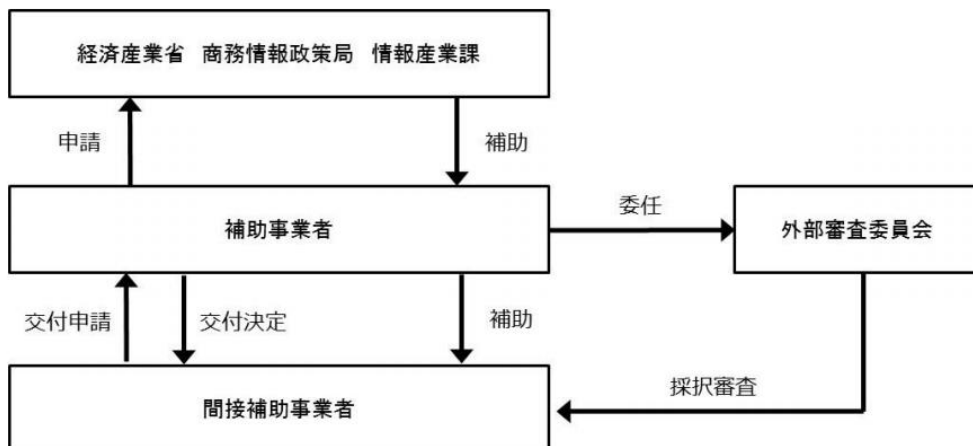 経済産業省　商務情報政策局　情報産業課
申請
補助
補助事業者
委任
外部審査委員会
交付申請
交付決定
補助
間接補助事業者
採択審査